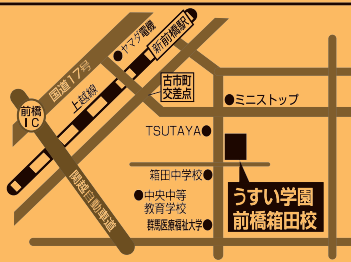 ヤマダ電機
新前橋駅
国道17号
上越線
古市町
交差点
前橋
IC
ミニストップ
TSUTAYA
箱田中学校
中央中等
教育学校
群馬医療福祉大学
関越自動車道
うすい学園
前橋箱田校